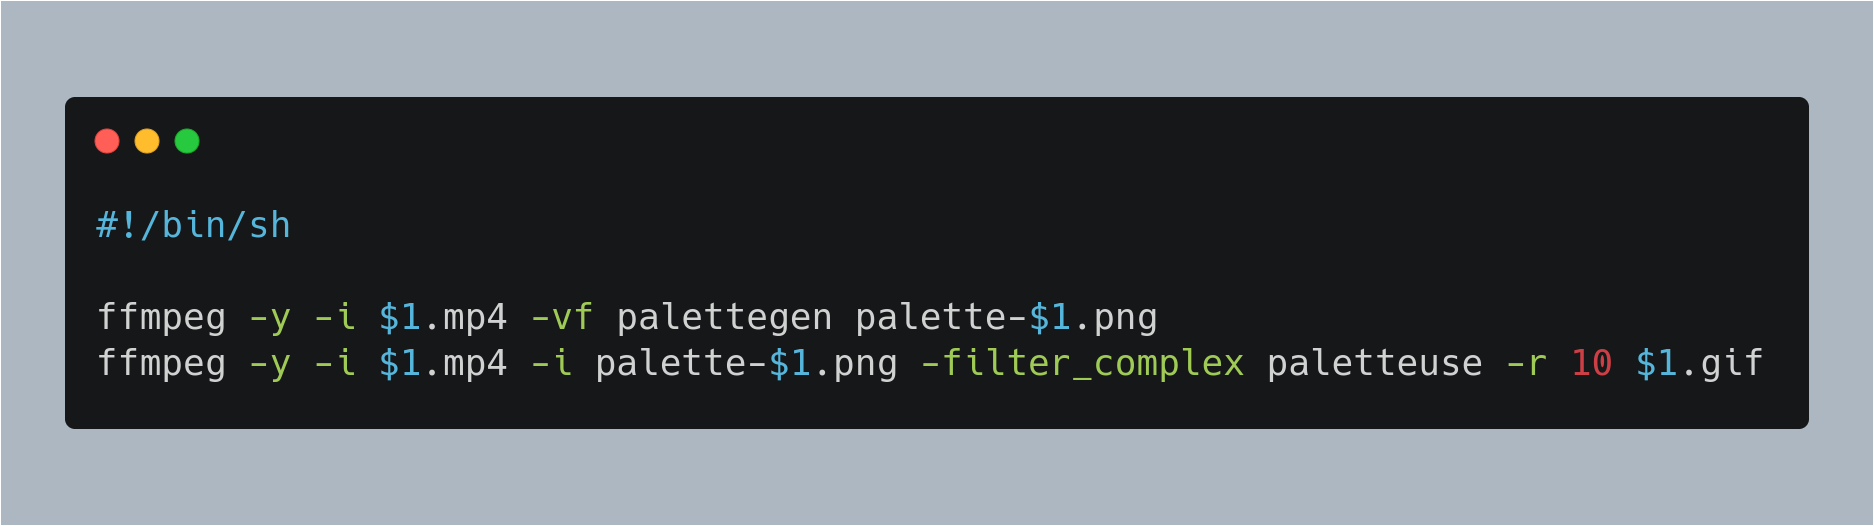 #!/bin/sh
ffmpeg -y -i $1.mp4 -vf palettegen palette-$1.png
ffmpeg -y -i $1.mp4 -i palette-$1.png -filter_complex paletteuse -r 10 $1.gif